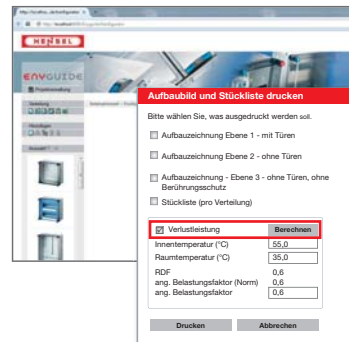 HENSEL
ENYGUIDE
Aufbaubild und Stückliste drucken
Bitte wählen Sie, was ausgedruckt werden soll.
Aufbauzeichnung Ebene 1 - mit Türen
Aufbauzeichnung Ebene 2 - ohne Türen
Aufbauzeichnung - Ebene 3 - ohne Türen, ohne
Berührungsschutz
Stückliste (pro Verteilung)
Verlustleistung Berechnen
Innentemperatur (°C) 55,0
Raumtemperatur (°C) 35,0
RDF 0,6
ang. Belastungsfaktor (Norm) 0,6
ang. Belastungsfaktor 0,6
Drucken Abbrechen